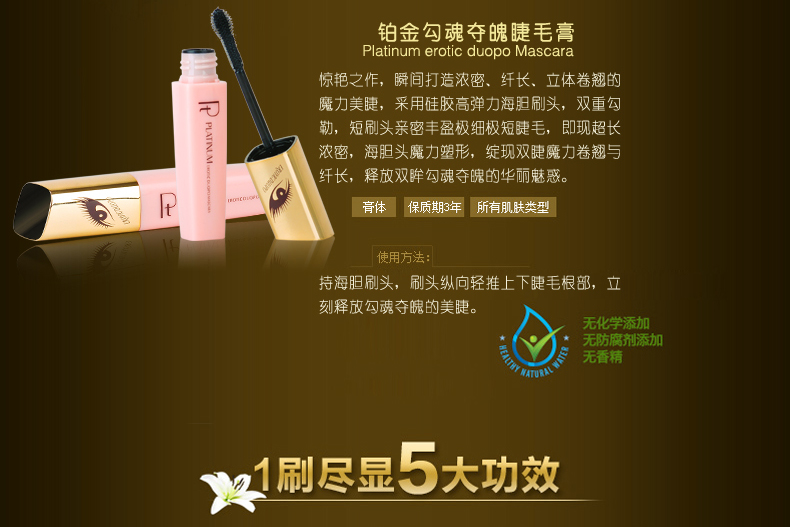 铂金勾魂夺魄睫毛膏
Platinum erotic duopo Mascara
惊艳之作，瞬间打造浓密、纤长、立体卷翘的
魔力美睫，采用硅胶高弹力海胆刷头，双重勾
勒，短刷头亲密丰盈极细极短睫毛，即现超长
浓密，海胆头魔力塑形，绽现双睫魔力卷翘与
纤长，释放双眸勾魂夺魄的华丽魅惑。
膏体 保质期3年 所有肌肤类型
使用方法：
持海胆刷头，刷头纵向轻推上下睫毛根部，立
刻释放勾魂夺魄的美睫。
HEALTHY NATURAL WATER
无化学添加
无防腐剂添加
无香精
Pt
PLATINUM
Pt
1刷尽显5大功效